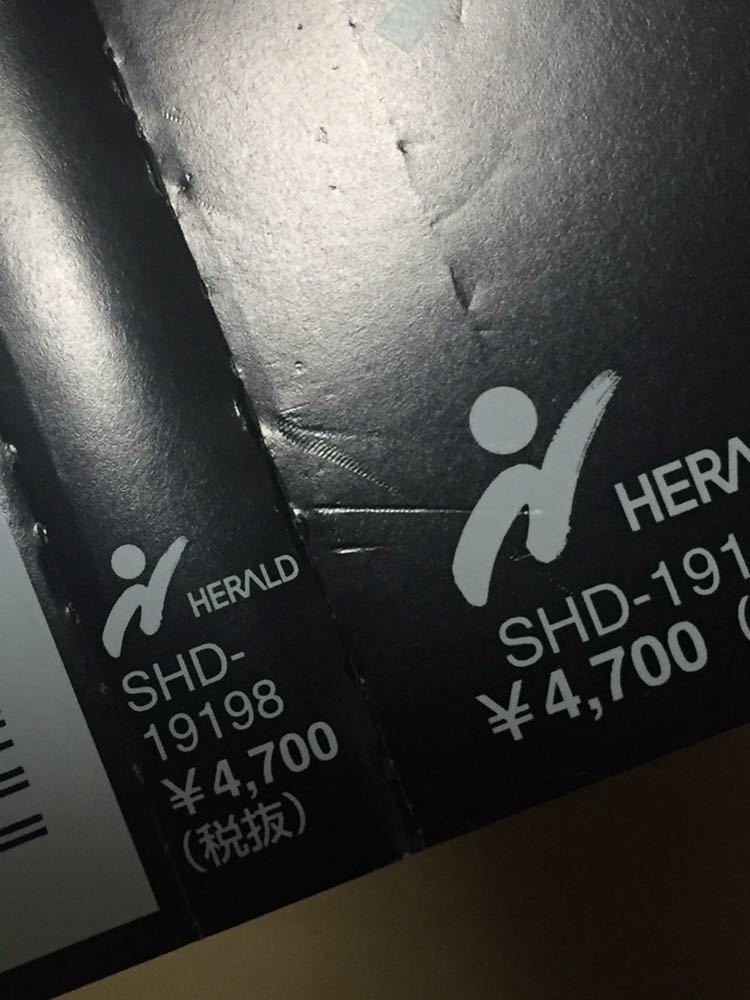 HERALD
SHD-
19198
¥4,700
(税抜)
HERA
SHD-191
¥4,700 (